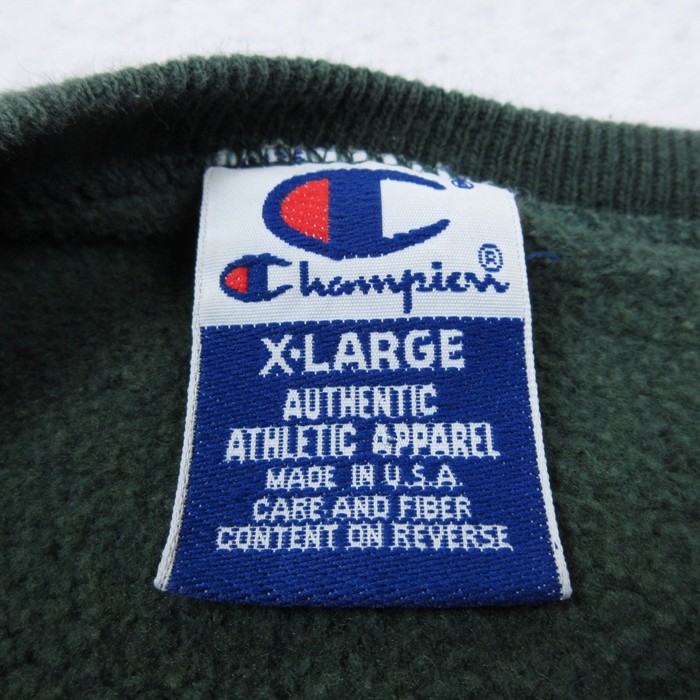 ®
Champion®
X·LARGE
AUTHENTIC
ATHLETIC APPAREL
MADE IN U.S.A.
CARE AND FIBER
CONTENT ON REVERSE